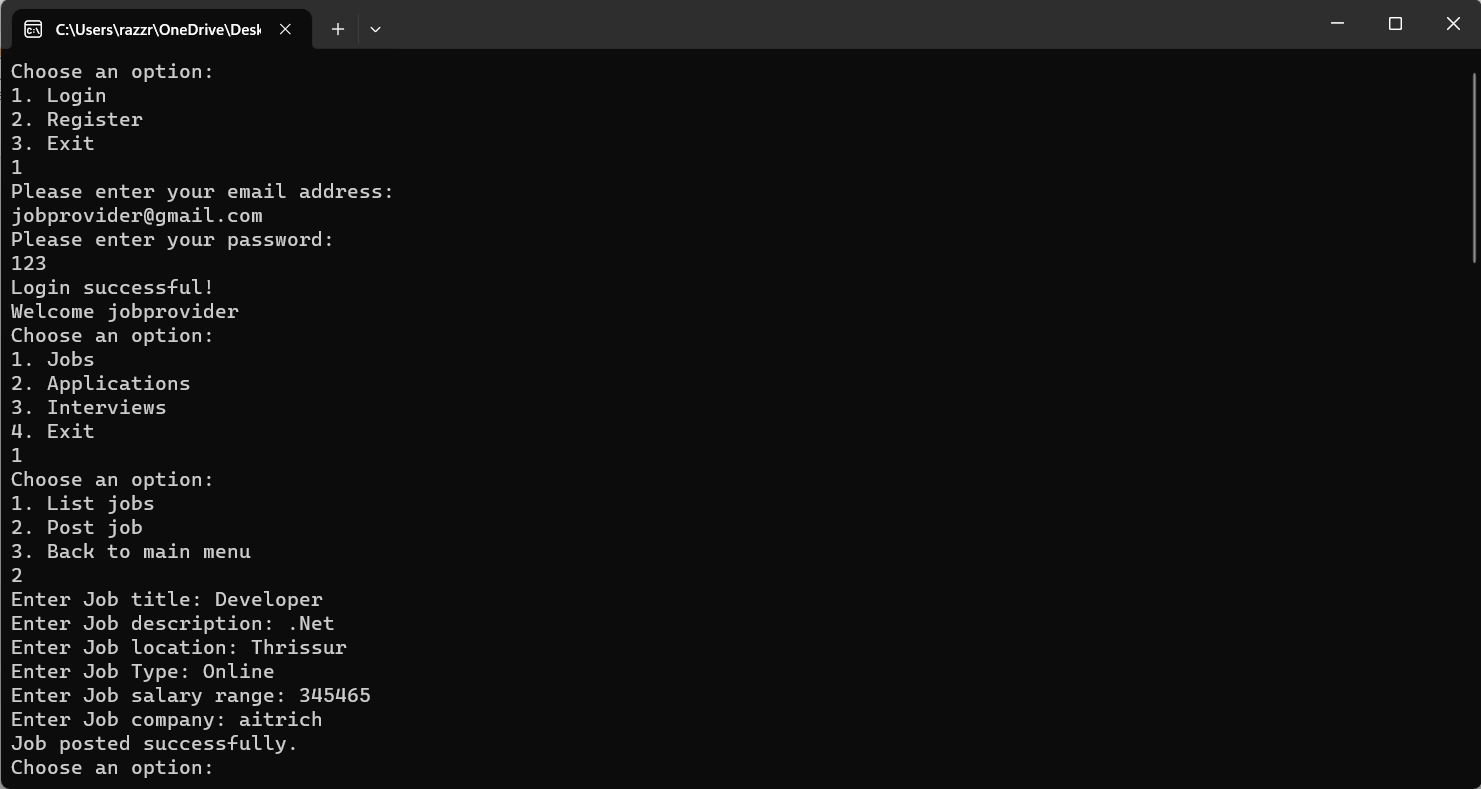 C:\Users\razzr\OneDrive\Desk
Choose an option:
1. Login
2. Register
3. Exit
1
Please enter your email address:
jobprovider@gmail.com
Please enter your password:
123
Login successful!
Welcome jobprovider
Choose an option:
1. Jobs
2. Applications
3. Interviews
4. Exit
1
Choose an option:
1. List jobs
2. Post job
3. Back to main menu
2
Enter Job title: Developer
Enter Job description: .Net
Enter Job location: Thrissur
Enter Job Type: Online
Enter Job salary range: 345465
Enter Job company: aitrich
Job posted successfully.
Choose an option: